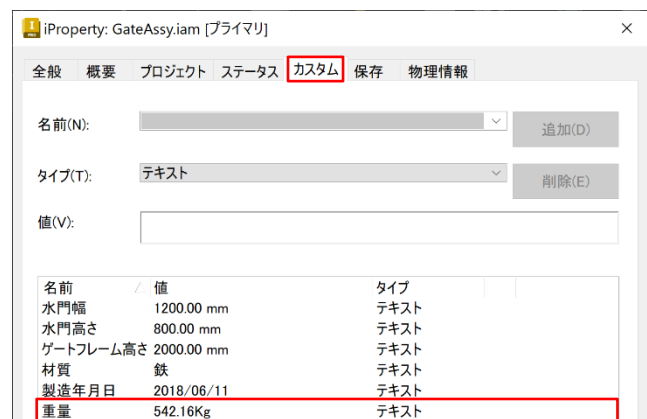 iProperty: GateAssy.iam [プライマリ]
全般 概要 プロジェクト ステータス カスタム 保存 物理情報
名前(N): 追加(D)
タイプ(T): テキスト 削除(E)
値(V):
名前 値 タイプ
水門幅 1200.00 mm テキスト
水門高さ 800.00 mm テキスト
ゲートフレーム高さ 2000.00 mm テキスト
材質 鉄 テキスト
製造年月日 2018/06/11 テキスト
重量 542.16Kg テキスト